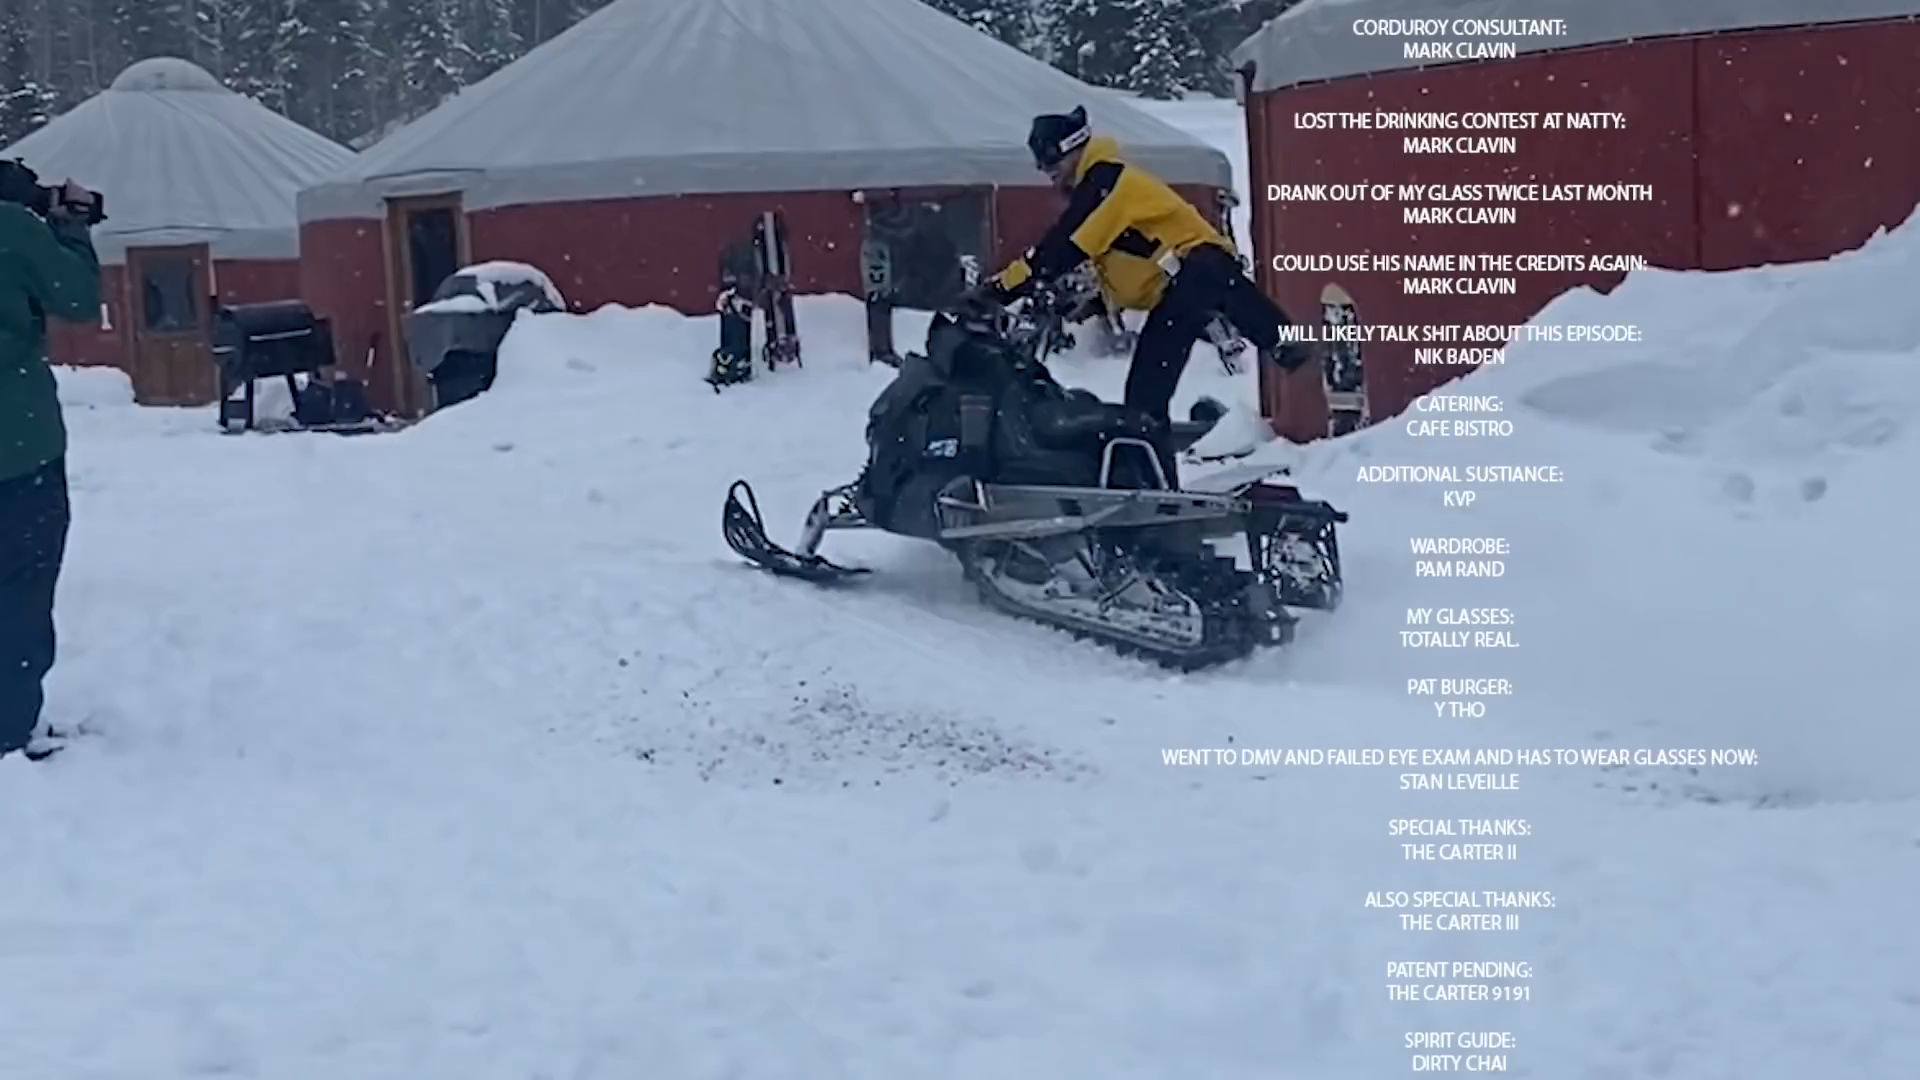 CORDUROY CONSULTANT:
MARK CLAVIN
LOST THE DRINKING CONTEST AT NATTY:
MARK CLAVIN
DRANK OUT OF MY GLASS TWICE LAST MONTH
MARK CLAVIN
COULD USE HIS NAME IN THE CREDITS AGAIN:
MARK CLAVIN
WILL LIKELY TALK SHIT ABOUT THIS EPISODE:
NIK BADEN
CATERING:
CAFE BISTRO
ADDITIONAL SUSTIANCE:
KVP
WARDROBE:
PAM RAND
MY GLASSES:
TOTALLY REAL.
PAT BURGER:
Y THO
WENT TO DMV AND FAILED EYE EXAM AND HAS TO WEAR GLASSES NOW:
STAN LEVEILLE
SPECIAL THANKS:
THE CARTER II
ALSO SPECIAL THANKS:
THE CARTER III
PATENT PENDING:
THE CARTER 9191
SPIRIT GUIDE:
DIRTY CHAI